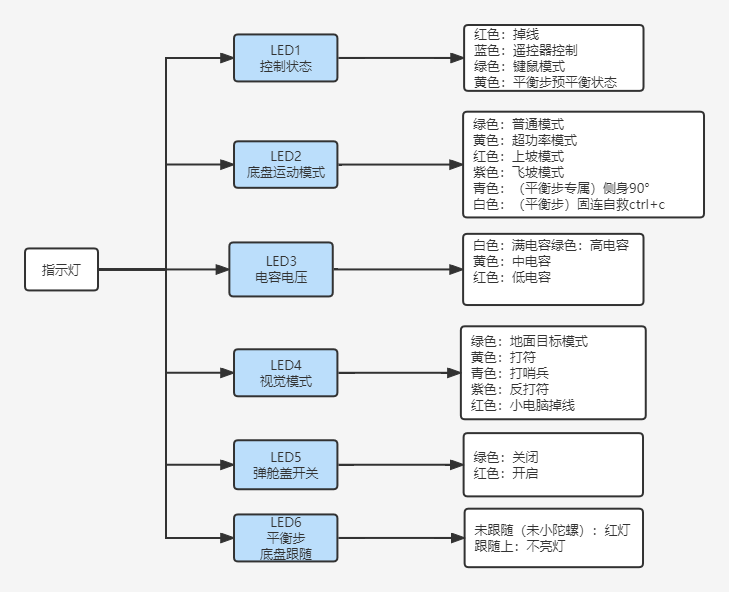 指示灯
LED1
控制状态
红色：掉线
蓝色：遥控器控制
绿色：键鼠模式
黄色：平衡步预平衡状态
LED2
底盘运动模式
绿色：普通模式
黄色：超功率模式
红色：上坡模式
紫色：飞坡模式
青色：（平衡步专属）侧身90°
白色：（平衡步）固连自救ctrl+c
LED3
电容电压
白色：满电容绿色：高电容
黄色：中电容
红色：低电容
LED4
视觉模式
绿色：地面目标模式
黄色：打符
青色：打哨兵
紫色：反打符
红色：小电脑掉线
LED5
弹舱盖开关
绿色：关闭
红色：开启
LED6
平衡步
底盘跟随
未跟随（未小陀螺）：红灯
跟随上：不亮灯